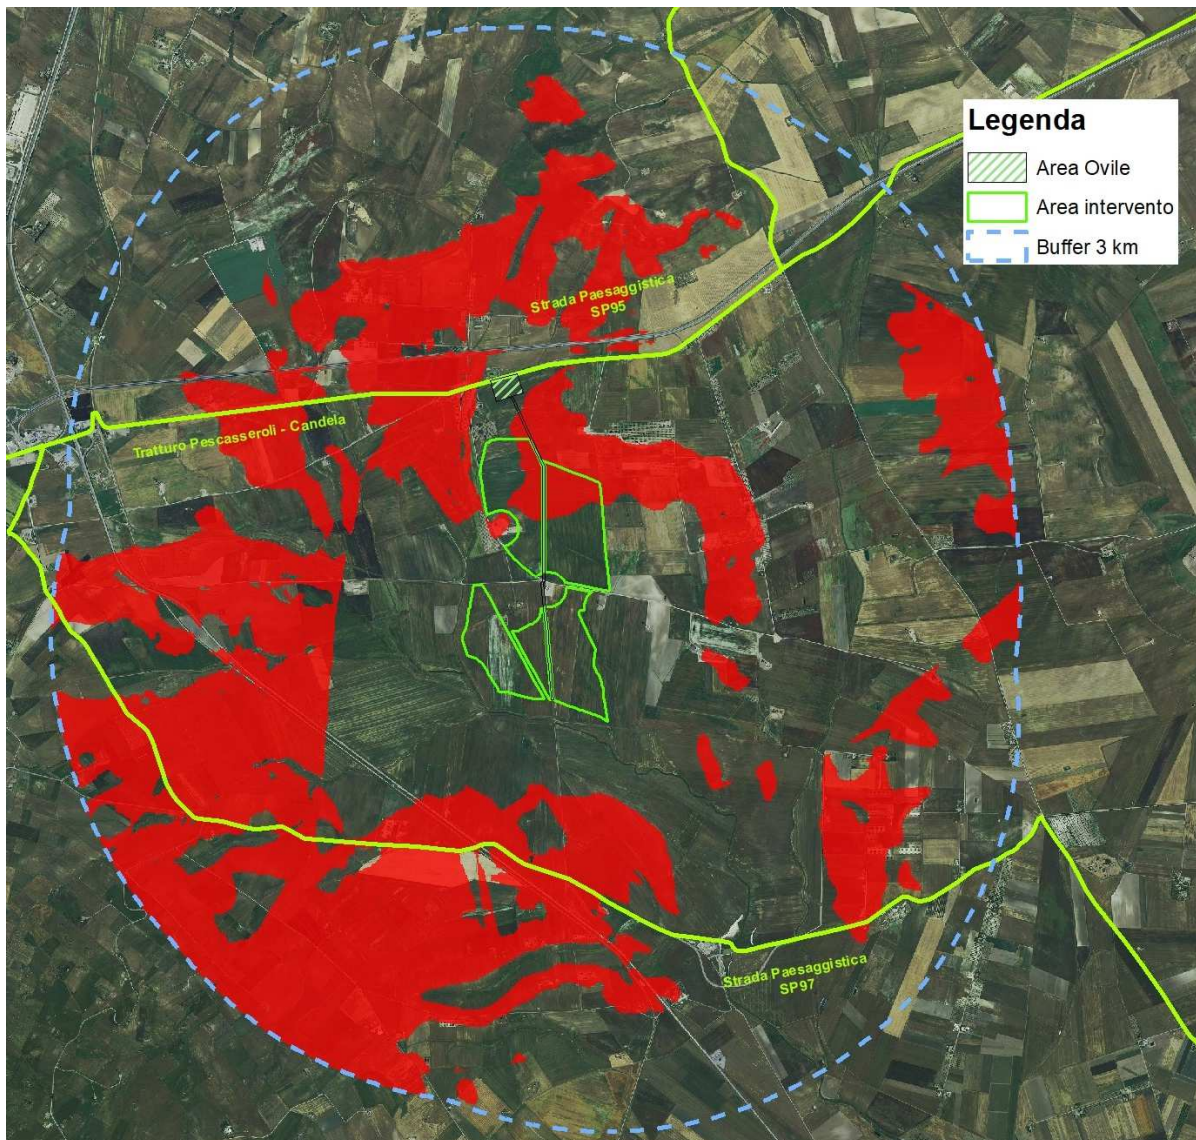 Legenda
Area Ovile
Area intervento
Buffer 3 km
Strada Paesaggistica
SP95
Tratturo Pescasseroli - Candela
Strada Paesaggistica
SP97